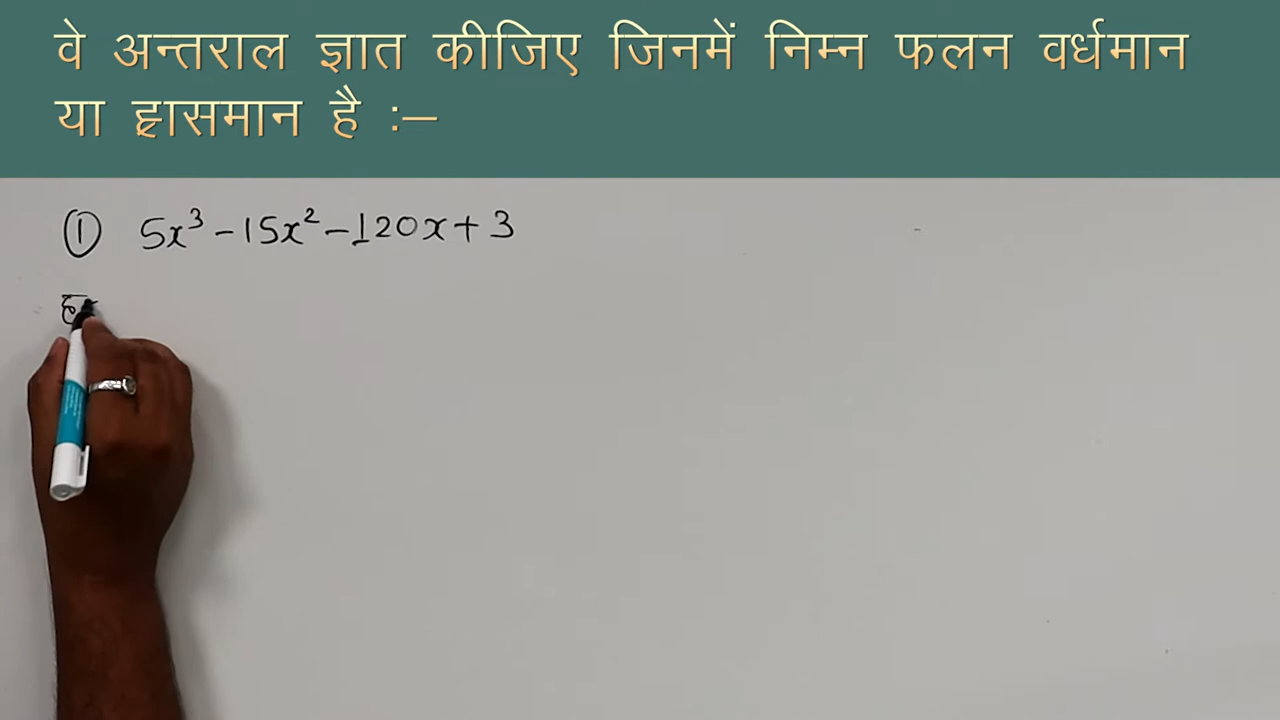 वे अन्तराल ज्ञात कीजिए जिनमें निम्न फलन वर्धमान
या ह्रासमान है :–
① 5x³ – 15x² – 120x + 3
ह